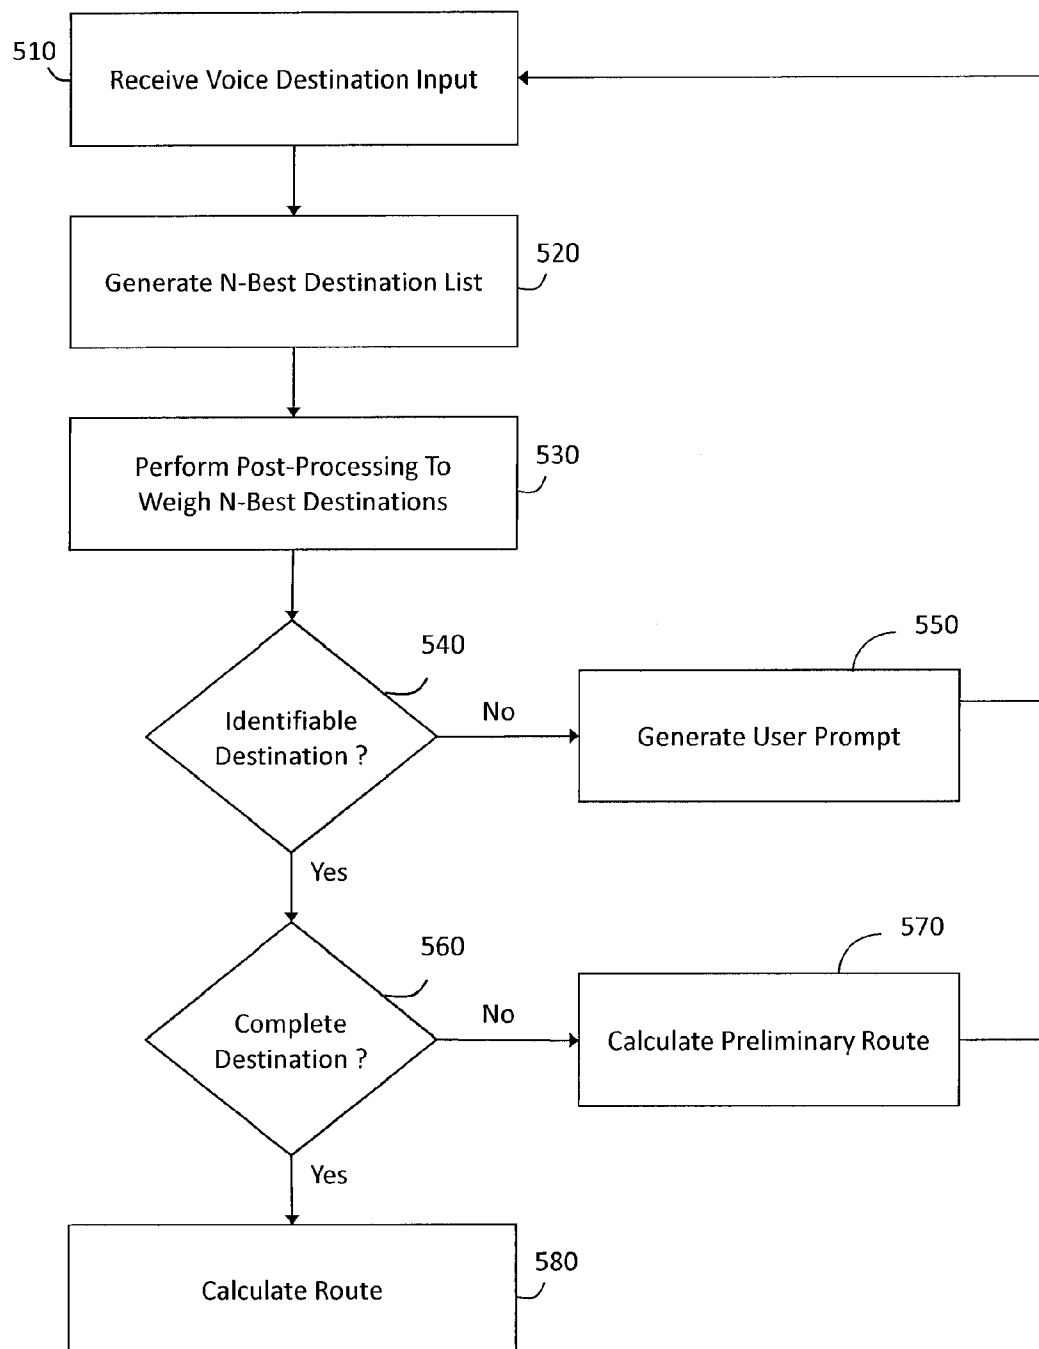 510
Receive Voice Destination Input
Generate N-Best Destination List
520
Perform Post-Processing To
Weigh N-Best Destinations
530
540
Identifiable
Destination ?
No
550
Generate User Prompt
Yes
560
Complete
Destination ?
No
570
Calculate Preliminary Route
Yes
Calculate Route
580